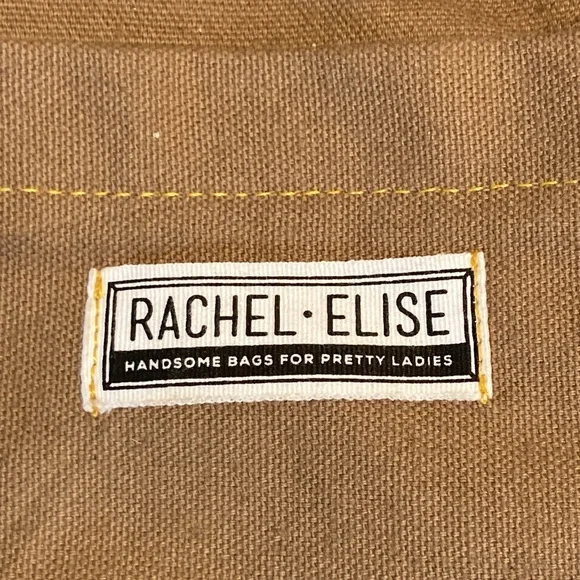 RACHEL · ELISE
HANDSOME BAGS FOR PRETTY LADIES